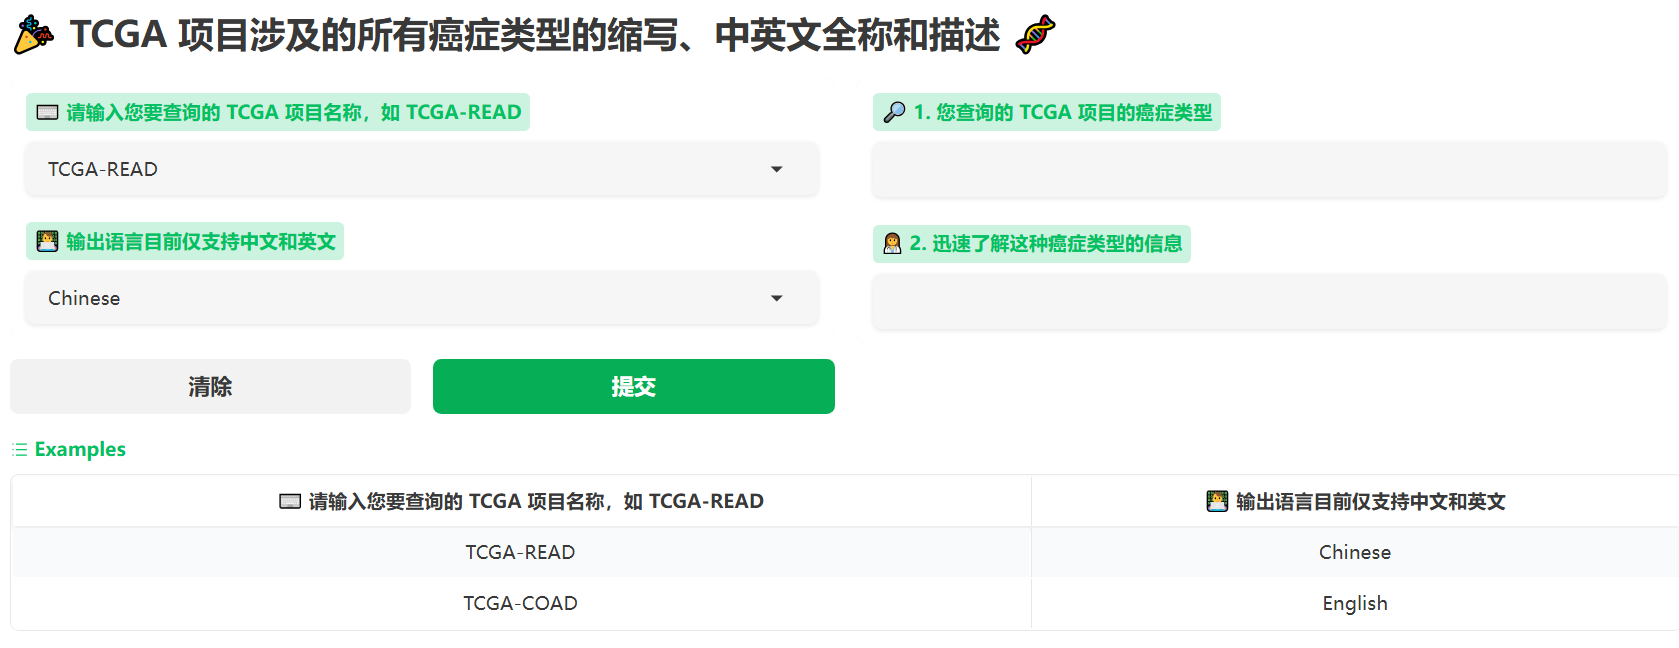 TCGA 项目涉及的所有癌症类型的缩写、中英文全称和描述
请输入您要查询的 TCGA 项目名称，如 TCGA-READ
TCGA-READ
输出语言目前仅支持中文和英文
Chinese
清除
提交
1. 您查询的 TCGA 项目的癌症类型
2. 迅速了解这种癌症类型的信息
Examples
请输入您要查询的 TCGA 项目名称，如 TCGA-READ
输出语言目前仅支持中文和英文
TCGA-READ
Chinese
TCGA-COAD
English